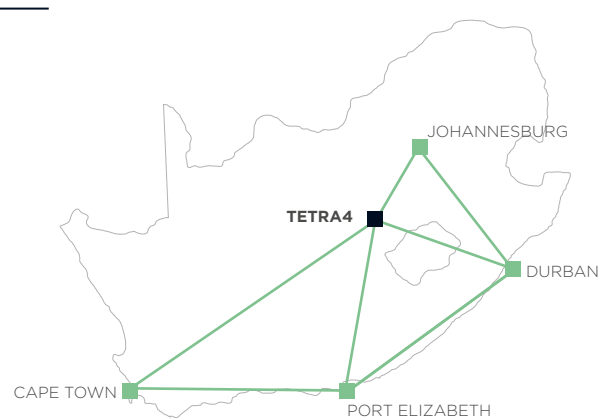 JOHANNESBURG
TETRA4
DURBAN
CAPE TOWN
PORT ELIZABETH